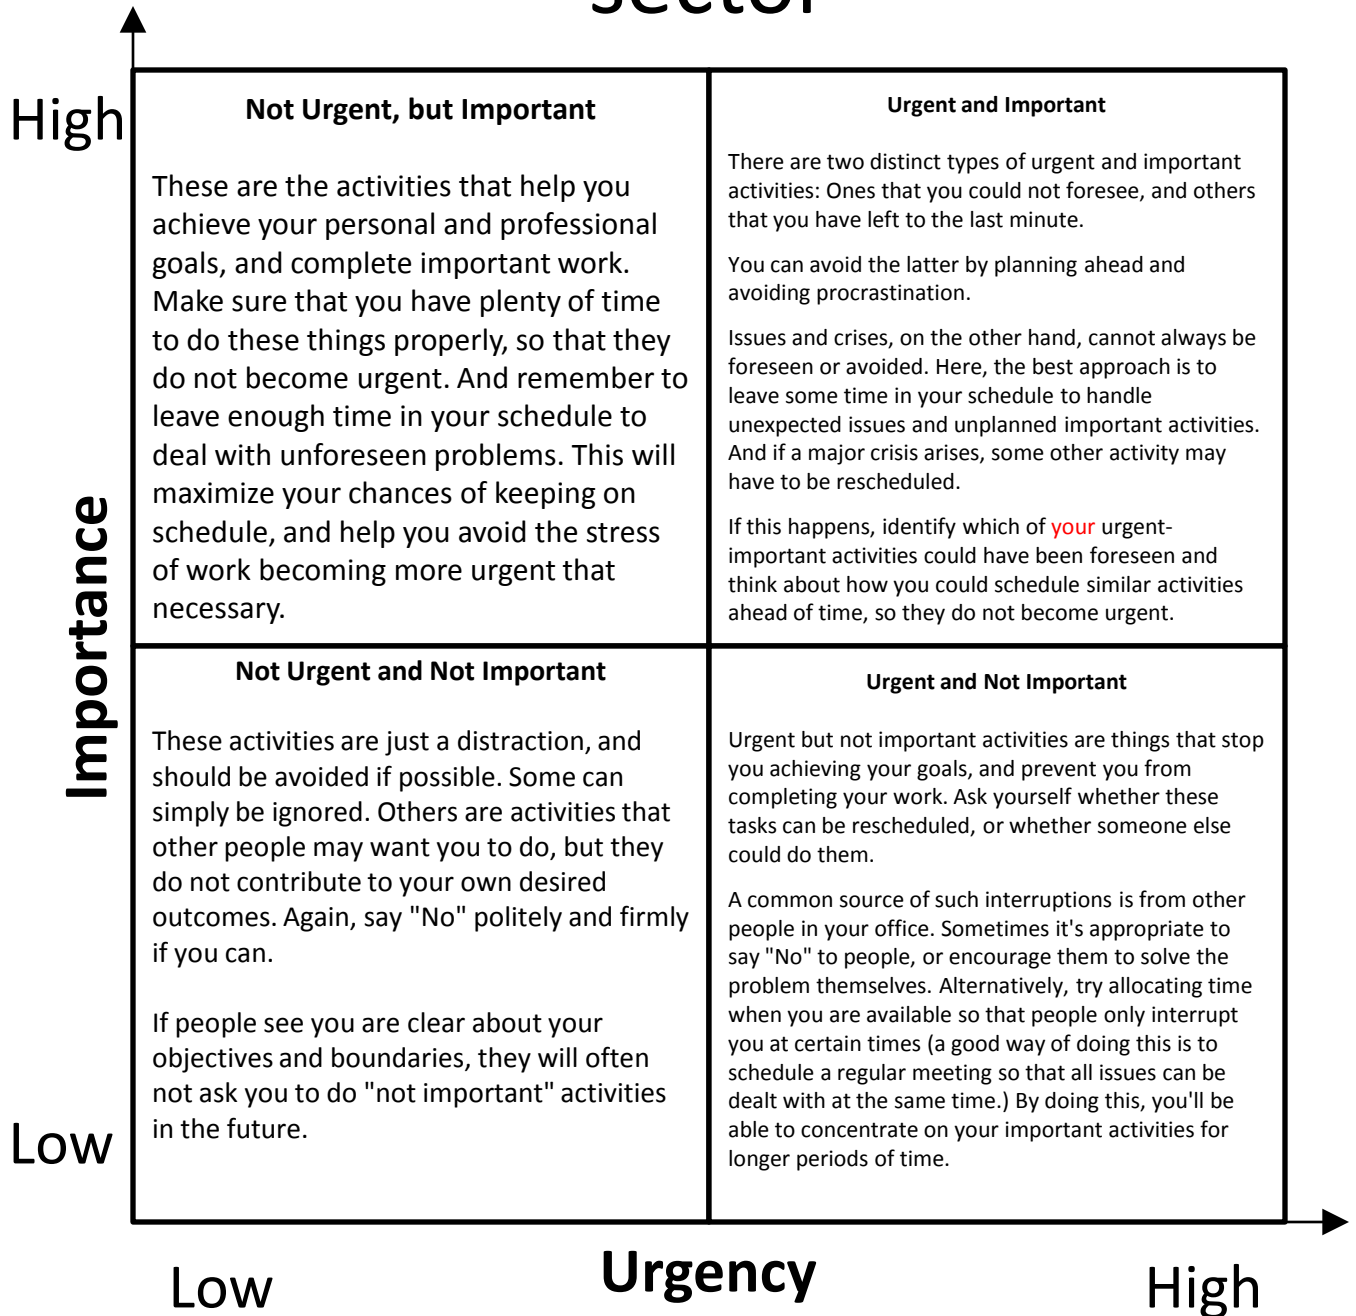 sector
High
Not Urgent, but Important
These are the activities that help you
achieve your personal and professional
goals, and complete important work.
Make sure that you have plenty of time
to do these things properly, so that they
do not become urgent. And remember to
leave enough time in your schedule to
deal with unforeseen problems. This will
maximize your chances of keeping on
schedule, and help you avoid the stress
of work becoming more urgent that
necessary.
Urgent and Important
There are two distinct types of urgent and important
activities: Ones that you could not foresee, and others
that you have left to the last minute.
You can avoid the latter by planning ahead and
avoiding procrastination.
Issues and crises, on the other hand, cannot always be
foreseen or avoided. Here, the best approach is to
leave some time in your schedule to handle
unexpected issues and unplanned important activities.
And if a major crisis arises, some other activity may
have to be rescheduled.
If this happens, identify which of your urgent-
important activities could have been foreseen and
think about how you could schedule similar activities
ahead of time, so they do not become urgent.
Importance
Not Urgent and Not Important
These activities are just a distraction, and
should be avoided if possible. Some can
simply be ignored. Others are activities that
other people may want you to do, but they
do not contribute to your own desired
outcomes. Again, say "No" politely and firmly
if you can.
If people see you are clear about your
objectives and boundaries, they will often
not ask you to do "not important" activities
in the future.
Urgent and Not Important
Urgent but not important activities are things that stop
you achieving your goals, and prevent you from
completing your work. Ask yourself whether these
tasks can be rescheduled, or whether someone else
could do them.
A common source of such interruptions is from other
people in your office. Sometimes it's appropriate to
say "No" to people, or encourage them to solve the
problem themselves. Alternatively, try allocating time
when you are available so that people only interrupt
you at certain times (a good way of doing this is to
schedule a regular meeting so that all issues can be
dealt with at the same time.) By doing this, you'll be
able to concentrate on your important activities for
longer periods of time.
Low
Low
Urgency
High